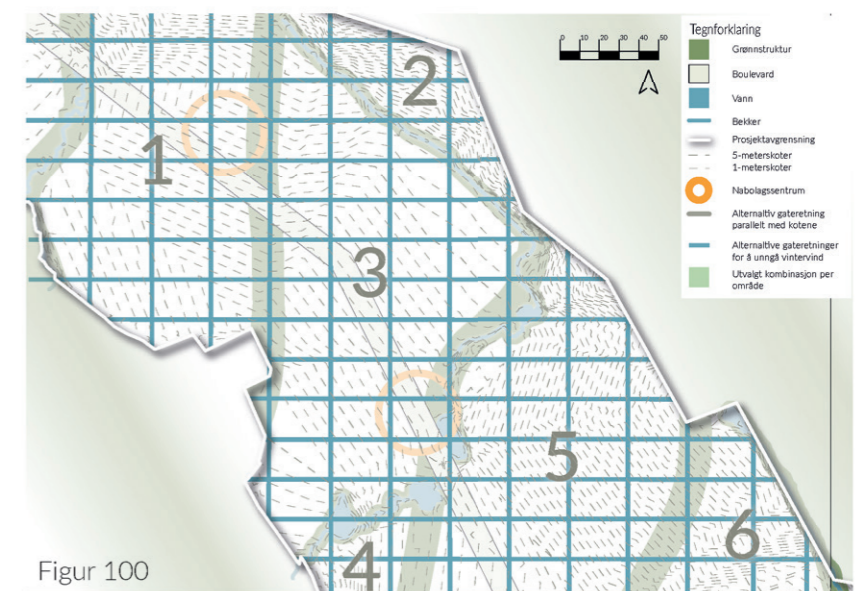 0 10 20 30 40 50
Tegnforklaring
Grønnstruktur
Boulevard
Vann
Bekker
Prosjektavgrensning
5-meterskoter
1-meterskoter
Nabolagssentrum
Alternativ gateretning
parallelt med kotene
Alternative gateretninger
for å unngå vintervind
Utvalgt kombinasjon per
område
2
1
3
5
6
4
Figur 100